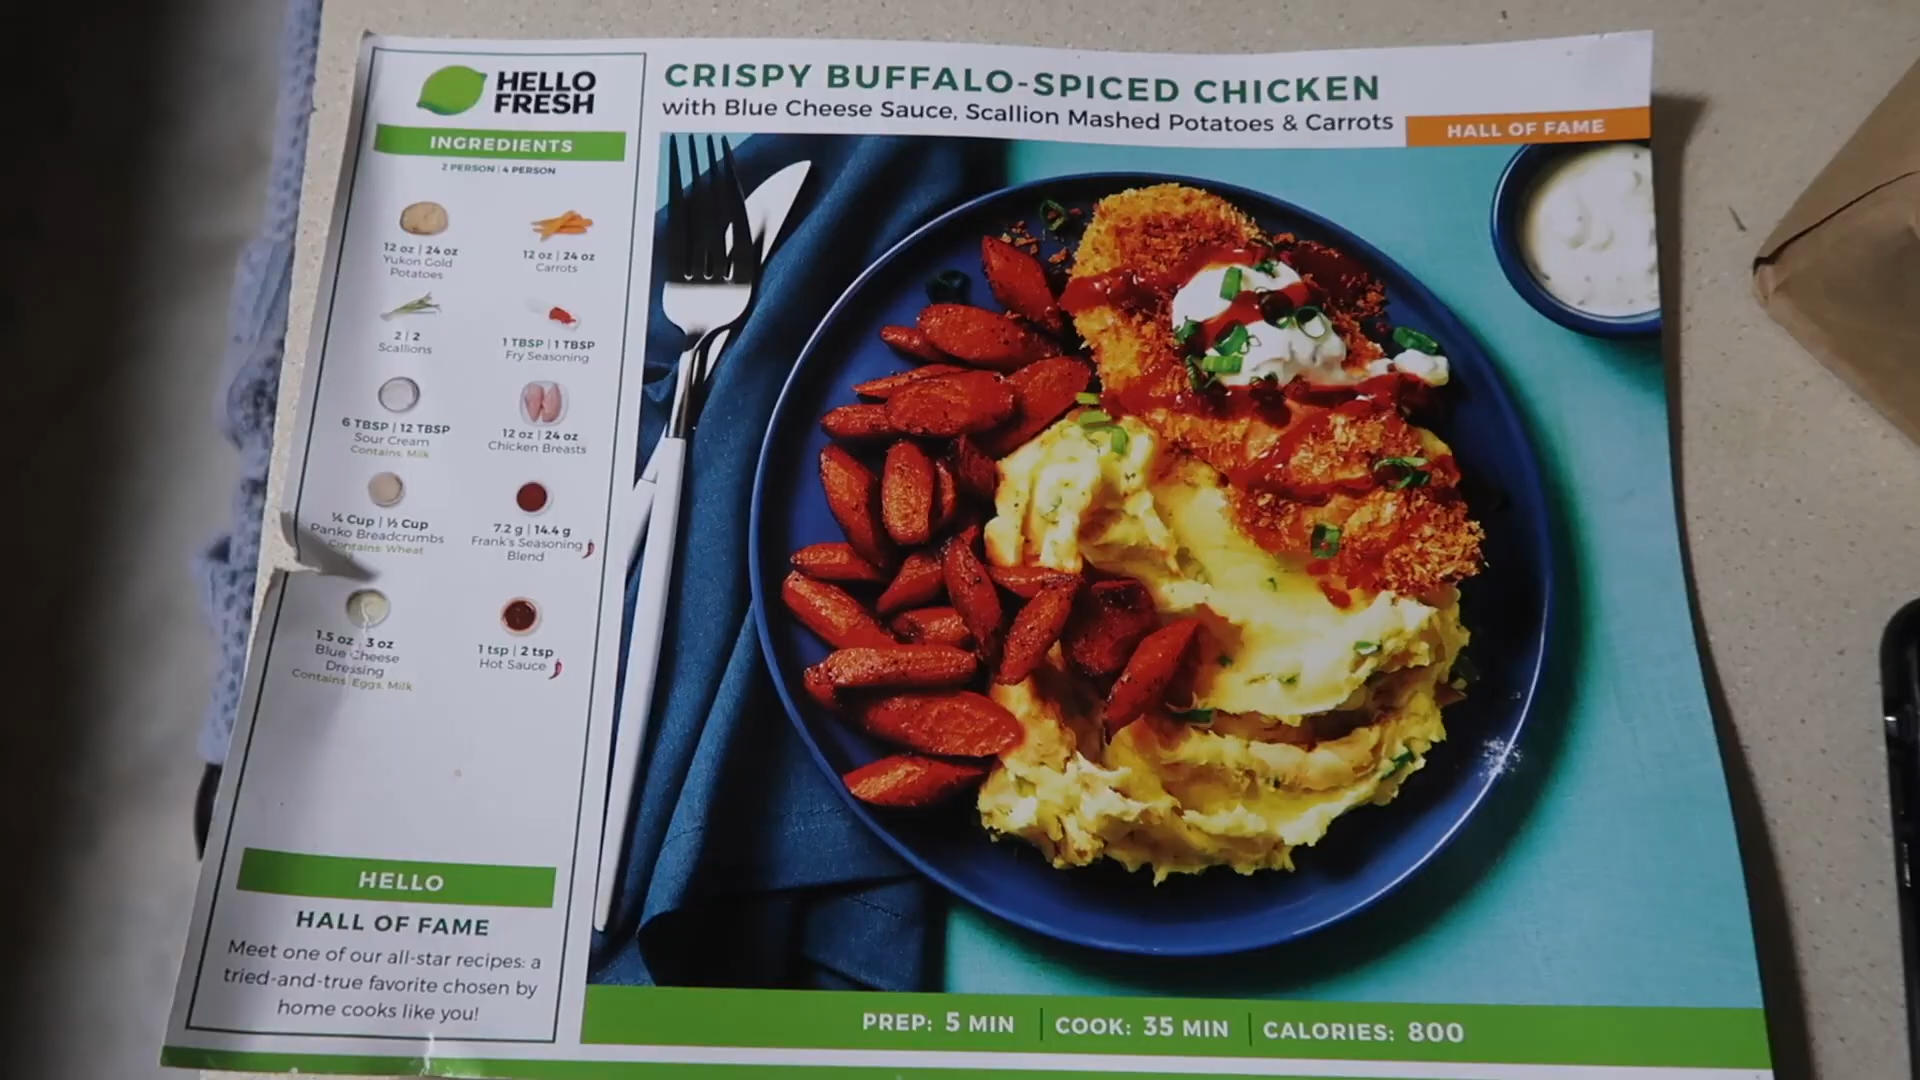 HELLO
FRESH
INGREDIENTS
2 PERSON | 4 PERSON
12 oz | 24 oz
Yukon Gold
Potatoes
12 oz | 24 oz
Carrots
2 | 2
Scallions
1 TBSP | 1 TBSP
Fry Seasoning
6 TBSP | 12 TBSP
Sour Cream
Contains: Milk
12 oz | 24 oz
Chicken Breasts
¼ Cup | ½ Cup
Panko Breadcrumbs
Contains: Wheat
7.2 g | 14.4 g
Frank's Seasoning
Blend
1.5 oz | 3 oz
Blue Cheese
Dressing
Contains: Eggs, Milk
1 tsp | 2 tsp
Hot Sauce
HELLO
HALL OF FAME
Meet one of our all-star recipes: a
tried-and-true favorite chosen by
home cooks like you!
CRISPY BUFFALO-SPICED CHICKEN
with Blue Cheese Sauce, Scallion Mashed Potatoes & Carrots
HALL OF FAME
PREP: 5 MIN | COOK: 35 MIN | CALORIES: 800